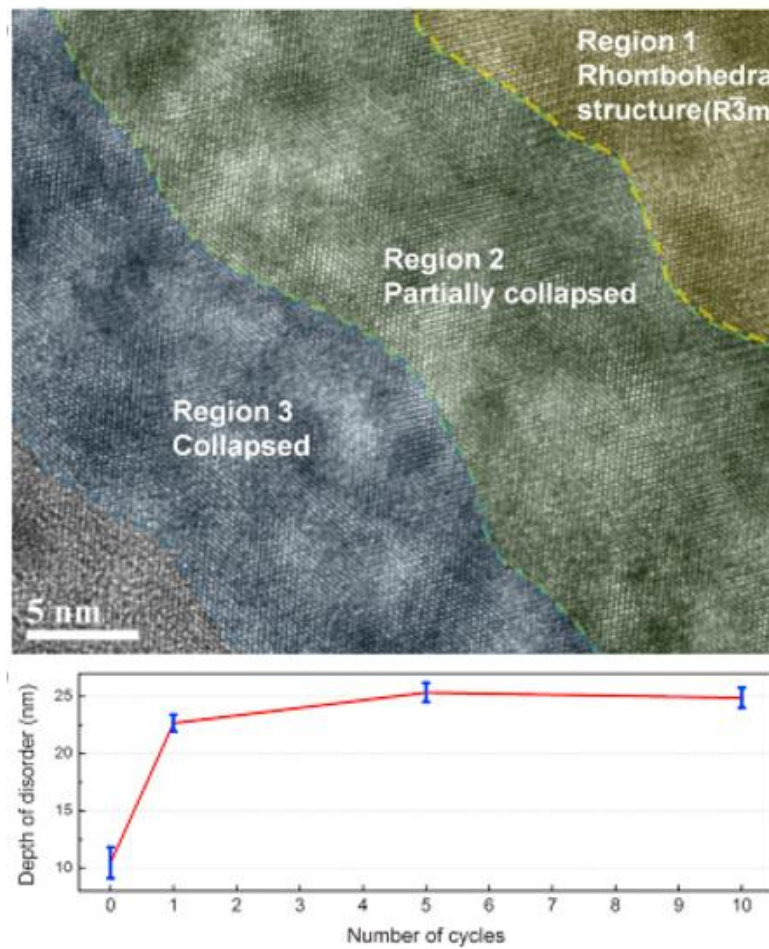 Region 1
Rhombohedra
structure(R3̅m
Region 2
Partially collapsed
Region 3
Collapsed
5 nm
Depth of disorder (nm)
25
20
15
10
0 1 2 3 4 5 6 7 8 9 10
Number of cycles